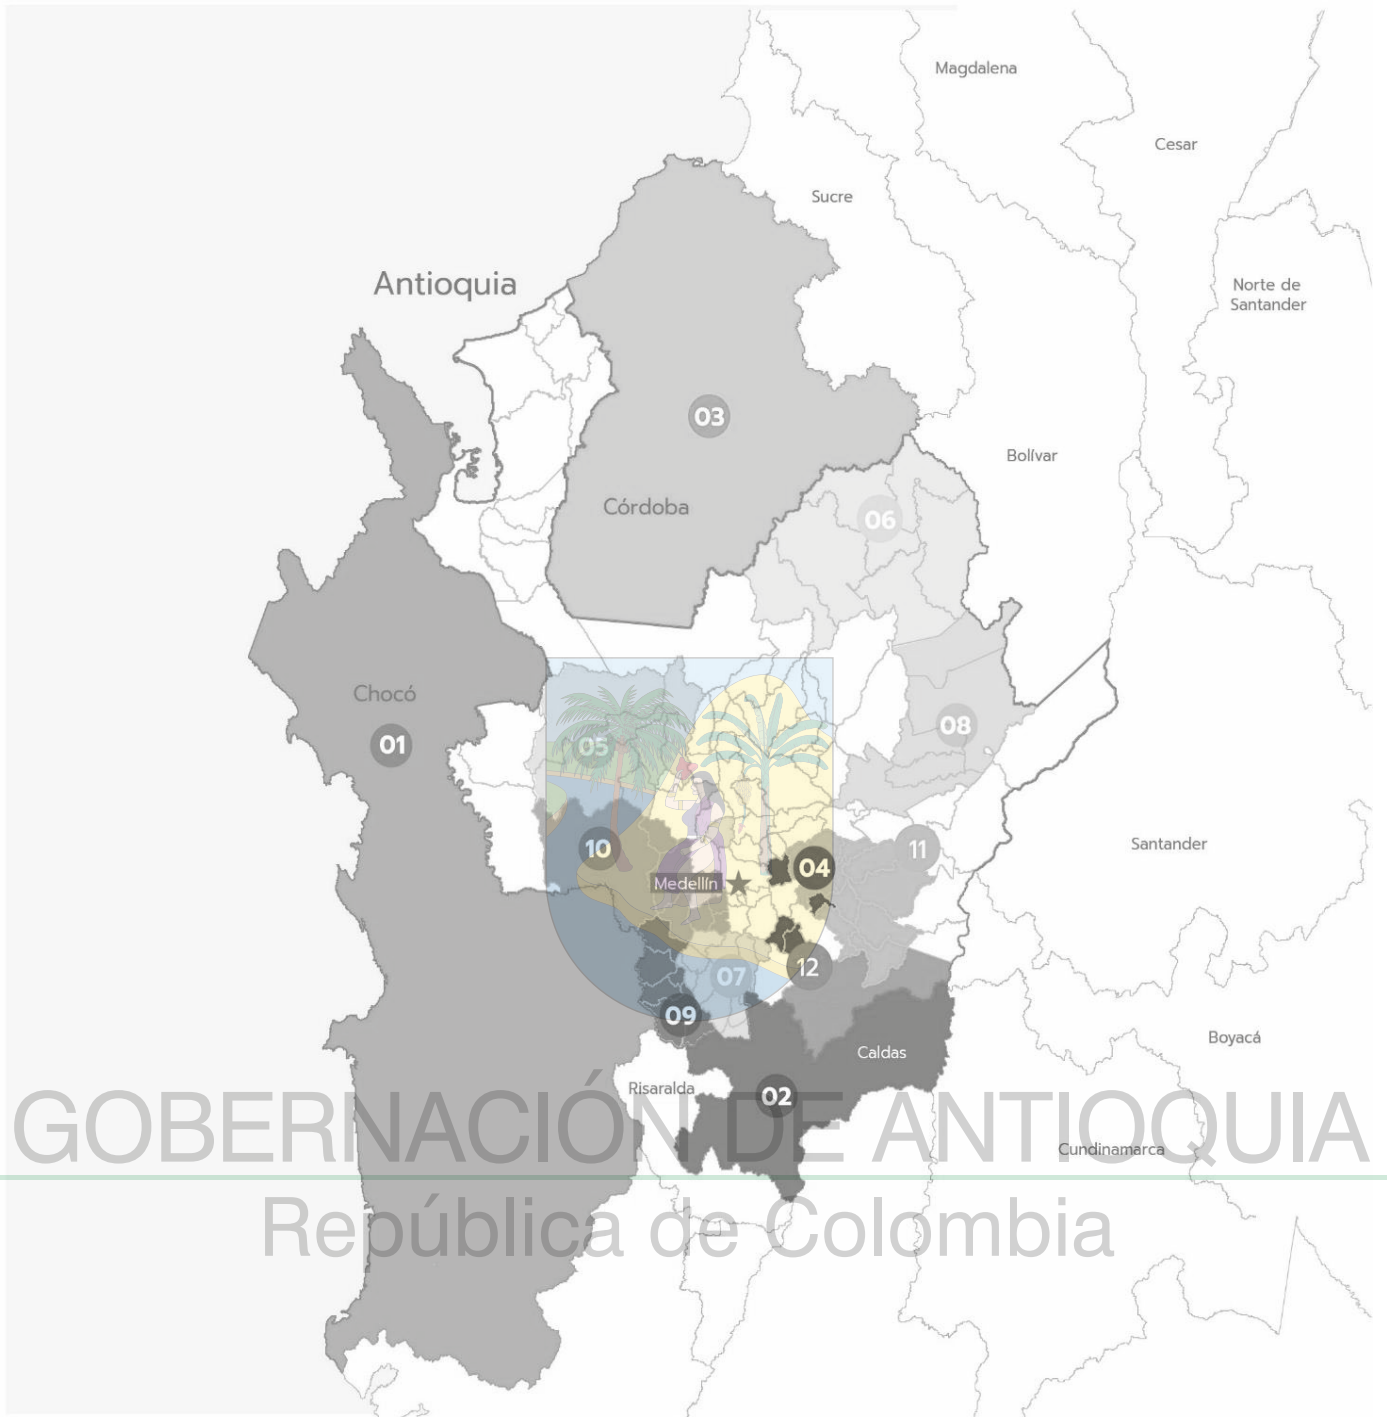 Magdalena
Cesar
Sucre
Antioquia
Norte de
Santander
03
Bolívar
Córdoba
06
Chocó
01
05
08
10
11
04
Santander
Medellín
12
07
09
Boyacá
Caldas
Risaralda
02
GOBERNACIÓN DE ANTIOQUIA
Cundinamarca
República de Colombia